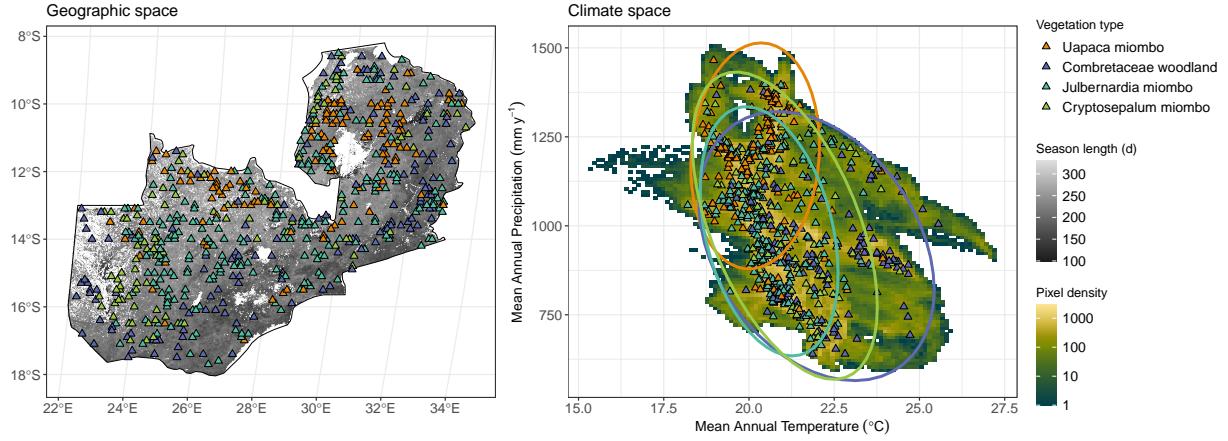 Geographic space
8°S
10°S
12°S
14°S
16°S
18°S
22°E
24°E
26°E
28°E
30°E
32°E
34°E
Climate space
Mean Annual Precipitation (mm y⁻¹)
1500
1250
1000
750
15.0
17.5
20.0
22.5
25.0
27.5
Mean Annual Temperature (°C)
Vegetation type
Uapaca miombo
Combretaceae woodland
Julbernardia miombo
Cryptosepalum miombo
Season length (d)
300
250
200
150
100
Pixel density
1000
100
10
1